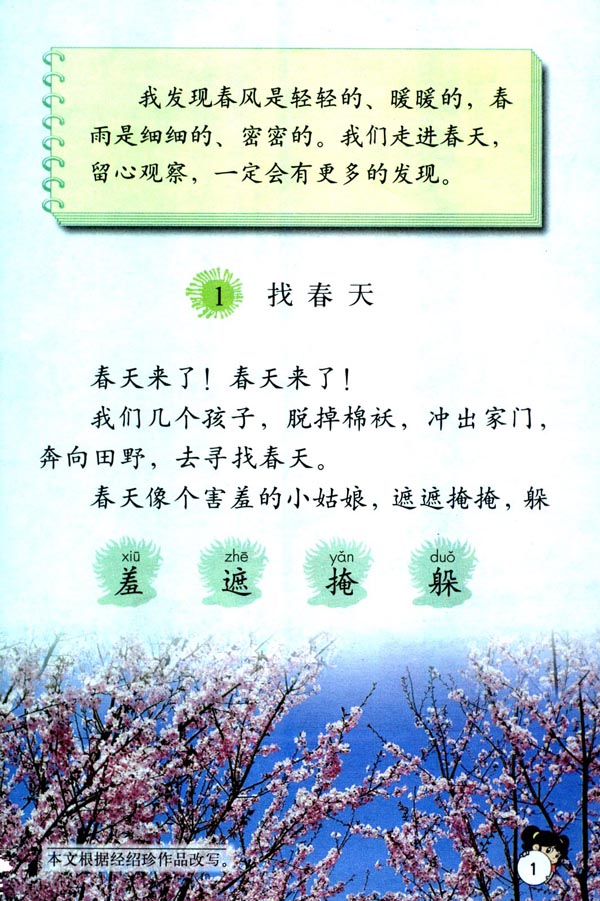 我发现春风是轻轻的、暖暖的，春
雨是细细的、密密的。我们走进春天，
留心观察，一定会有更多的发现。
1 找春天
春天来了！春天来了！
我们几个孩子，脱掉棉袄，冲出家门，
奔向田野，去寻找春天。
春天像个害羞的小姑娘，遮遮掩掩，躲
xiū zhē yǎn duǒ
羞 遮 掩 躲
本文根据经绍珍作品改写。
1